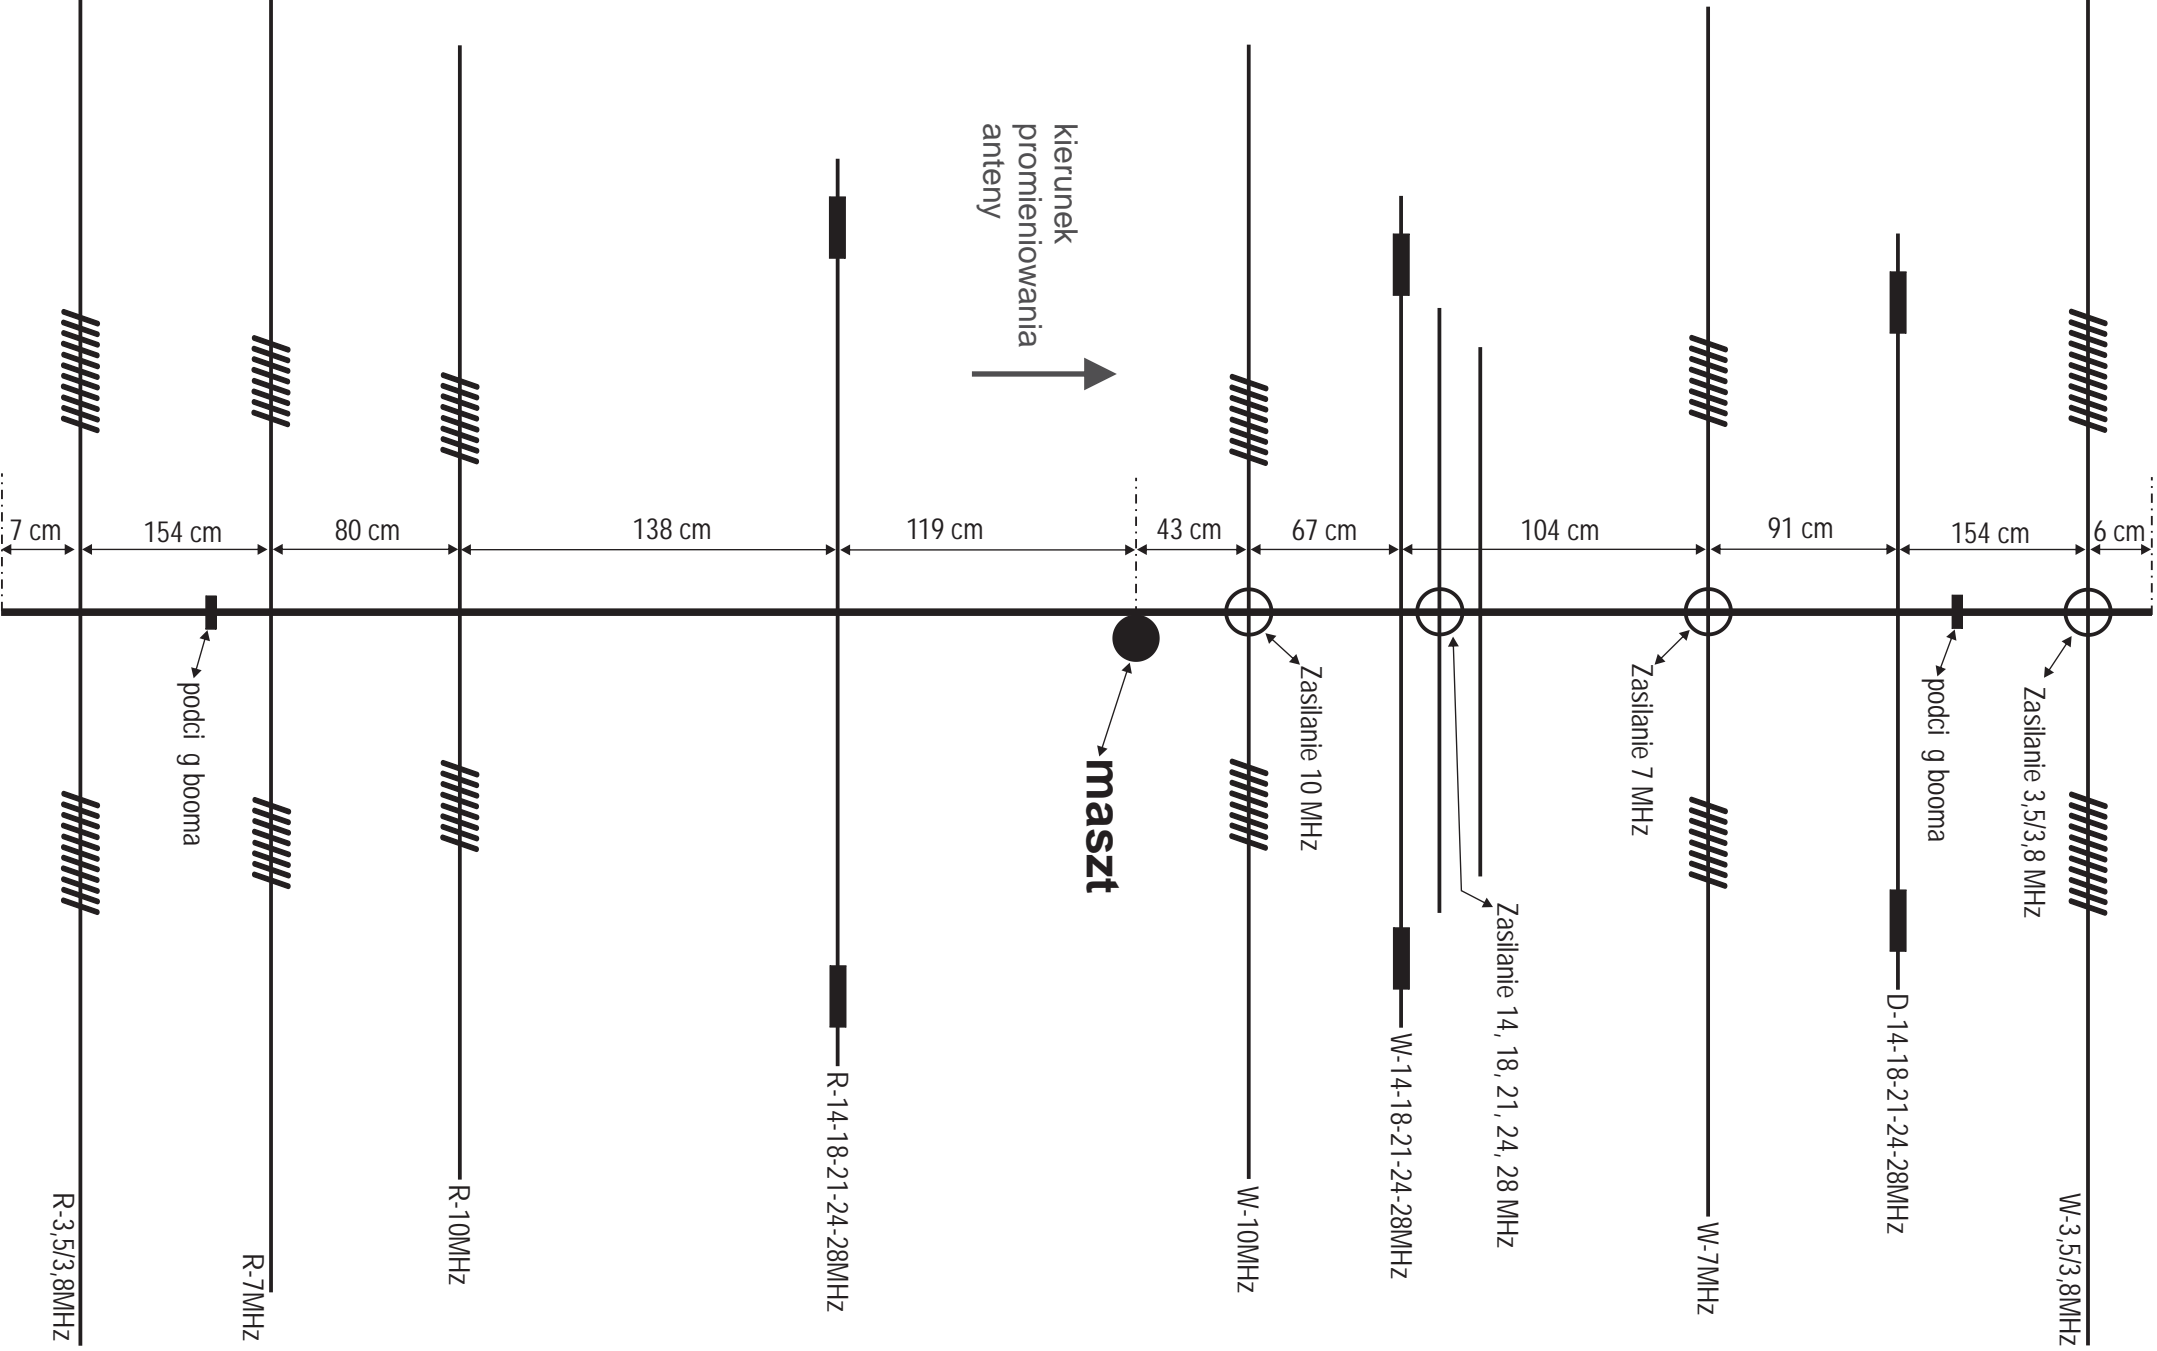 kierunek
promieniowania
anteny
7 cm
154 cm
80 cm
138 cm
119 cm
43 cm
67 cm
104 cm
91 cm
154 cm
6 cm
podci g booma
maszt
Zasilanie 10 MHz
Zasilanie 14, 18, 21, 24, 28 MHz
Zasilanie 7 MHz
podci g booma
Zasilanie 3,5/3,8 MHz
R-3,5/3,8MHz
R-7MHz
R-10MHz
R-14-18-21-24-28MHz
W-10MHz
W-14-18-21-24-28MHz
W-7MHz
D-14-18-21-24-28MHz
W-3,5/3,8MHz